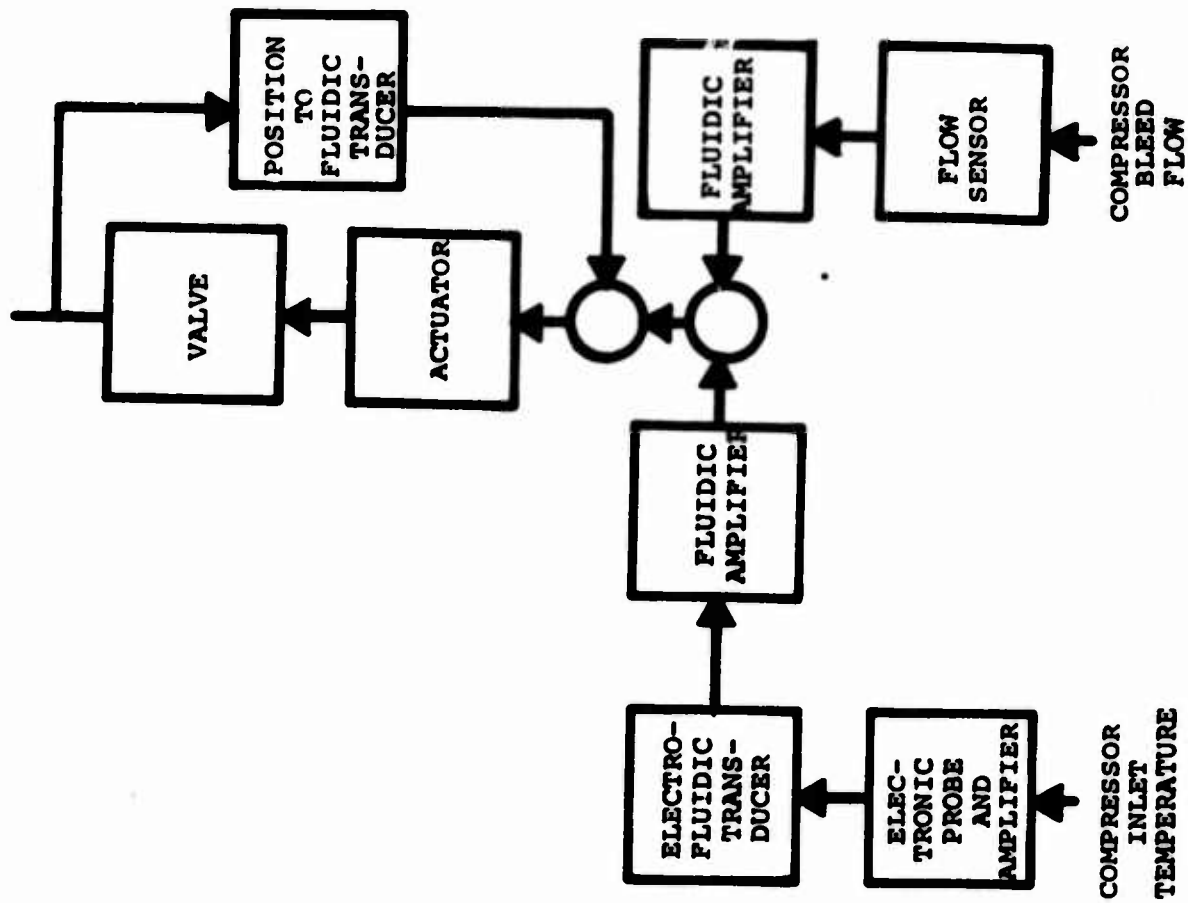 COMPRESSOR
INLET
TEMPERATURE
ELEC-
TRONIC
PROBE
AND
AMPLIFIER
ELECTRO-
FLUIDIC
TRANS-
DUCER
FLUIDIC
AMPLIFIER
COMPRESSOR
BLEED
FLOW
FLOW
SENSOR
FLUIDIC
AMPLIFIER
ACTUATOR
VALVE
POSITION
TO
FLUIDIC
TRANS-
DUCER